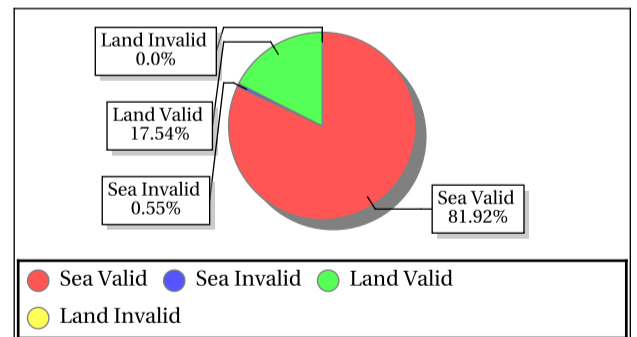 Land Invalid
0.0%
Land Valid
17.54%
Sea Invalid
0.55%
Sea Valid
81.92%
Sea Valid Sea Invalid Land Valid
Land Invalid